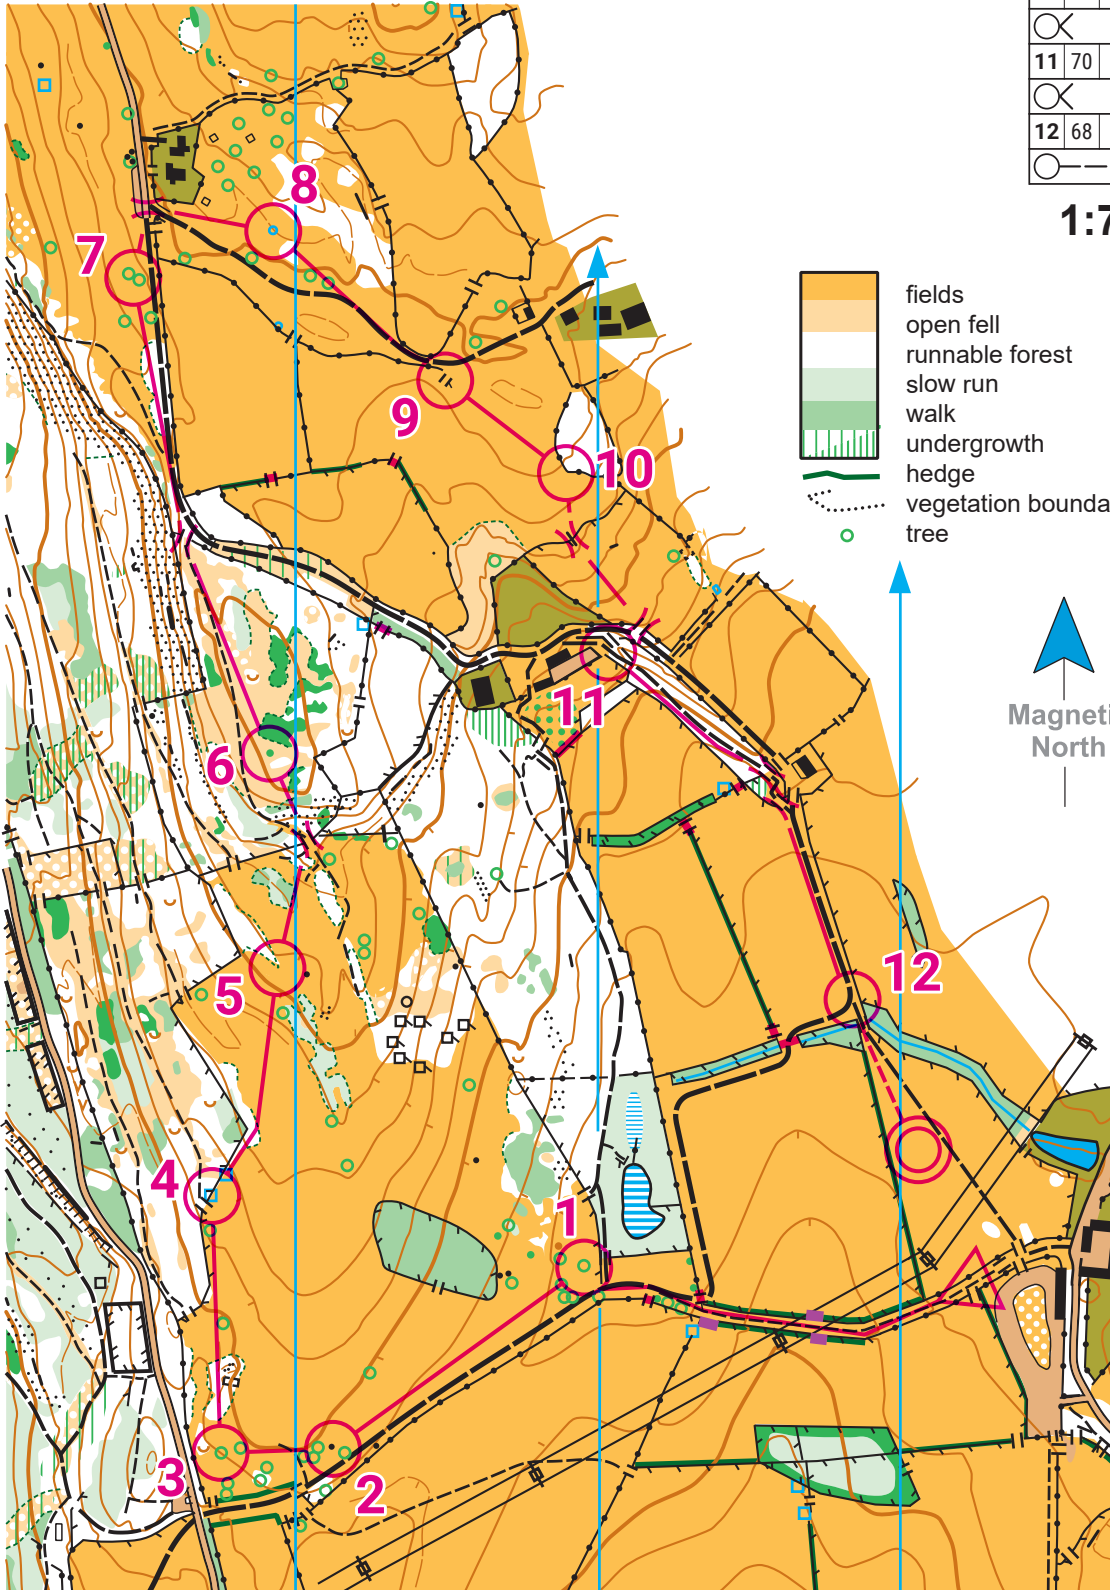 11 70
12 68
1:7
8
7
fields
open fell
runnable forest
slow run
walk
undergrowth
hedge
vegetation bounda
tree
9
10
11
6
Magneti
North
12
5
4
1
3
2